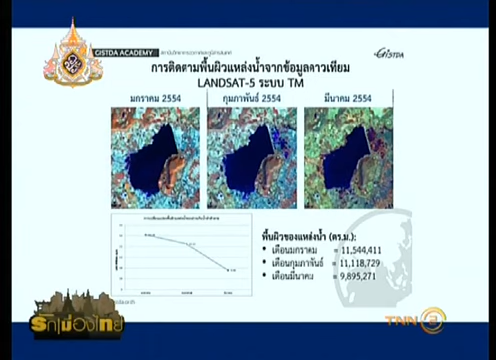 GISTDA ACADEMY
GISTDA
การติดตามพื้นผิวแหล่งน้ำจากข้อมูลดาวเทียม
LANDSAT-5 ระบบ TM
มกราคม 2554
กุมภาพันธ์ 2554
มีนาคม 2554
พื้นผิวของแหล่งน้ำ (ตร.ม.):
• เดือนมกราคม = 11,544,411
• เดือนกุมภาพันธ์ = 11,118,729
• เดือนมีนาคม = 9,895,271
รักเมืองไทย
TNN 2